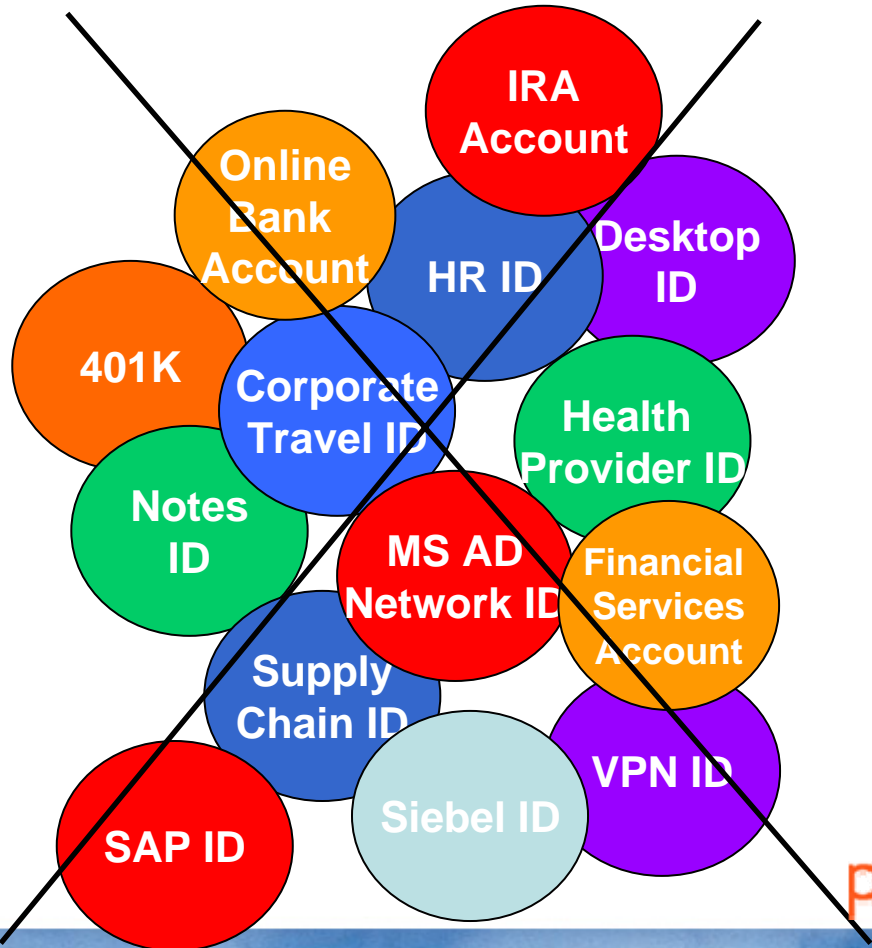 IRA
Account
Online
Bank
Account
Desktop
ID
HR ID
401K
Corporate
Travel ID
Health
Provider ID
Notes
ID
MS AD
Network ID
Financial
Services
Account
Supply
Chain ID
VPN ID
Siebel ID
SAP ID
p